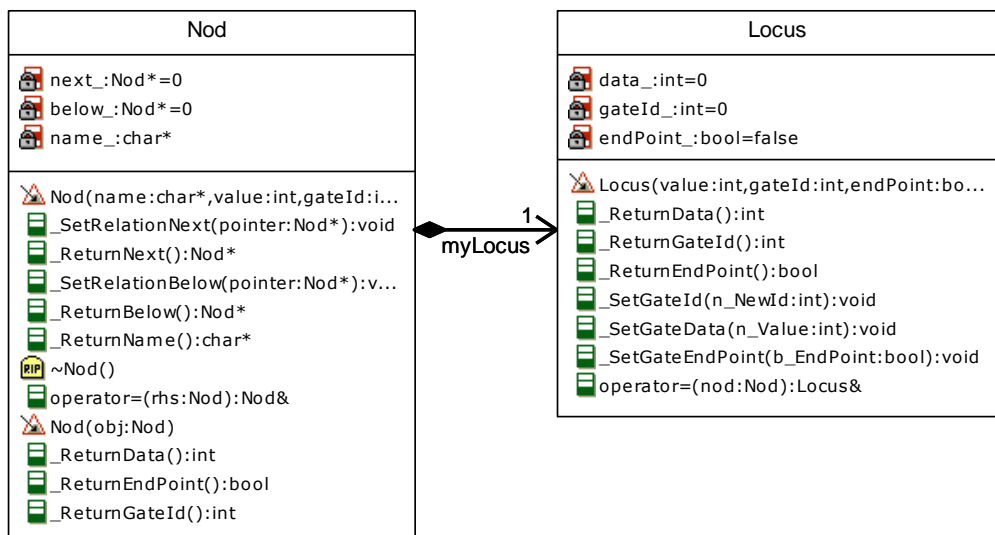 Nod
next_:Nod*=0
below_:Nod*=0
name_:char*
Nod(name:char*,value:int,gateId:i...
_SetRelationNext(pointer:Nod*):void
_ReturnNext():Nod*
_SetRelationBelow(pointer:Nod*):v...
_ReturnBelow():Nod*
_ReturnName():char*
RIP ~Nod()
operator=(rhs:Nod):Nod&
Nod(obj:Nod)
_ReturnData():int
_ReturnEndPoint():bool
_ReturnGateId():int
1
myLocus
Locus
data_:int=0
gateId_:int=0
endPoint_:bool=false
Locus(value:int,gateId:int,endPoint:bo...
_ReturnData():int
_ReturnGateId():int
_ReturnEndPoint():bool
_SetGateId(n_NewId:int):void
_SetGateData(n_Value:int):void
_SetGateEndPoint(b_EndPoint:bool):void
operator=(nod:Nod):Locus&